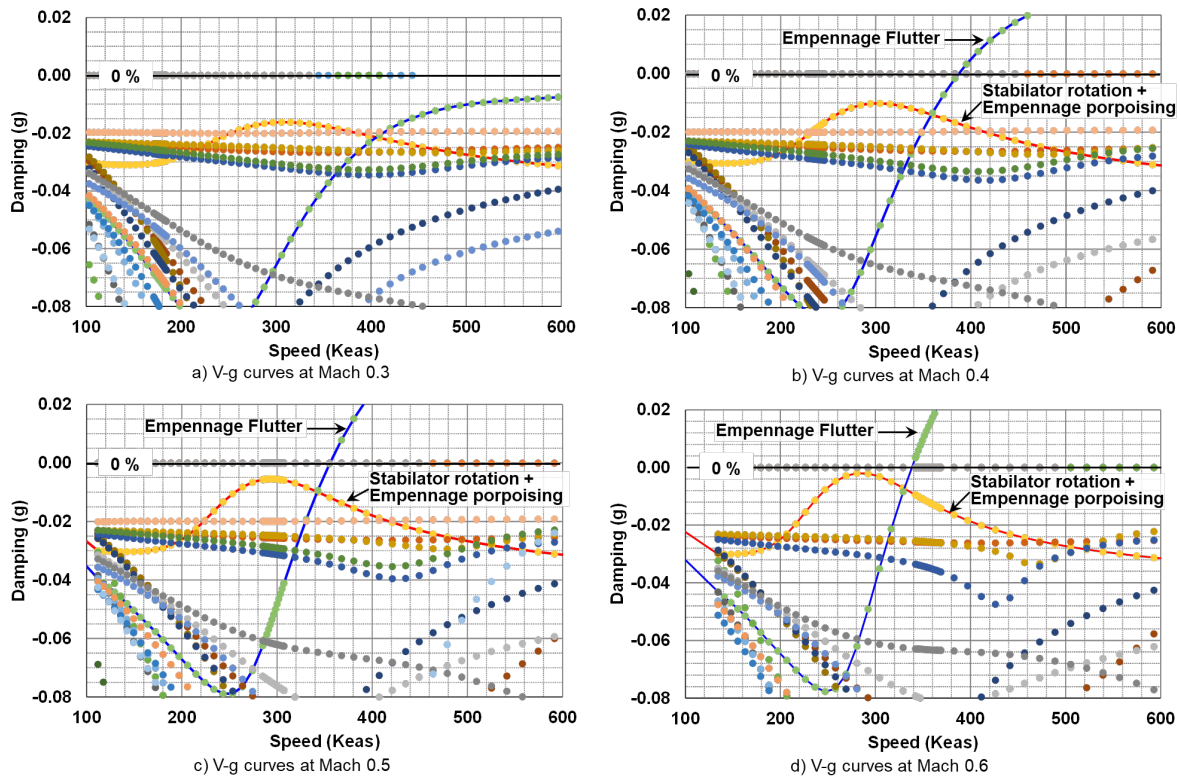 0.02
0.00
-0.02
-0.04
-0.06
-0.08
Damping (g)
0 %
100 200 300 400 500 600
Speed (Keas)
a) V-g curves at Mach 0.3
0.02
0.00
-0.02
-0.04
-0.06
-0.08
Damping (g)
Empennage Flutter
0 %
Stabilator rotation +
Empennage porpoising
100 200 300 400 500 600
Speed (Keas)
b) V-g curves at Mach 0.4
0.02
0.00
-0.02
-0.04
-0.06
-0.08
Damping (g)
Empennage Flutter
0 %
Stabilator rotation +
Empennage porpoising
100 200 300 400 500 600
Speed (Keas)
c) V-g curves at Mach 0.5
0.02
0.00
-0.02
-0.04
-0.06
-0.08
Damping (g)
Empennage Flutter
0 %
Stabilator rotation +
Empennage porpoising
100 200 300 400 500 600
Speed (Keas)
d) V-g curves at Mach 0.6